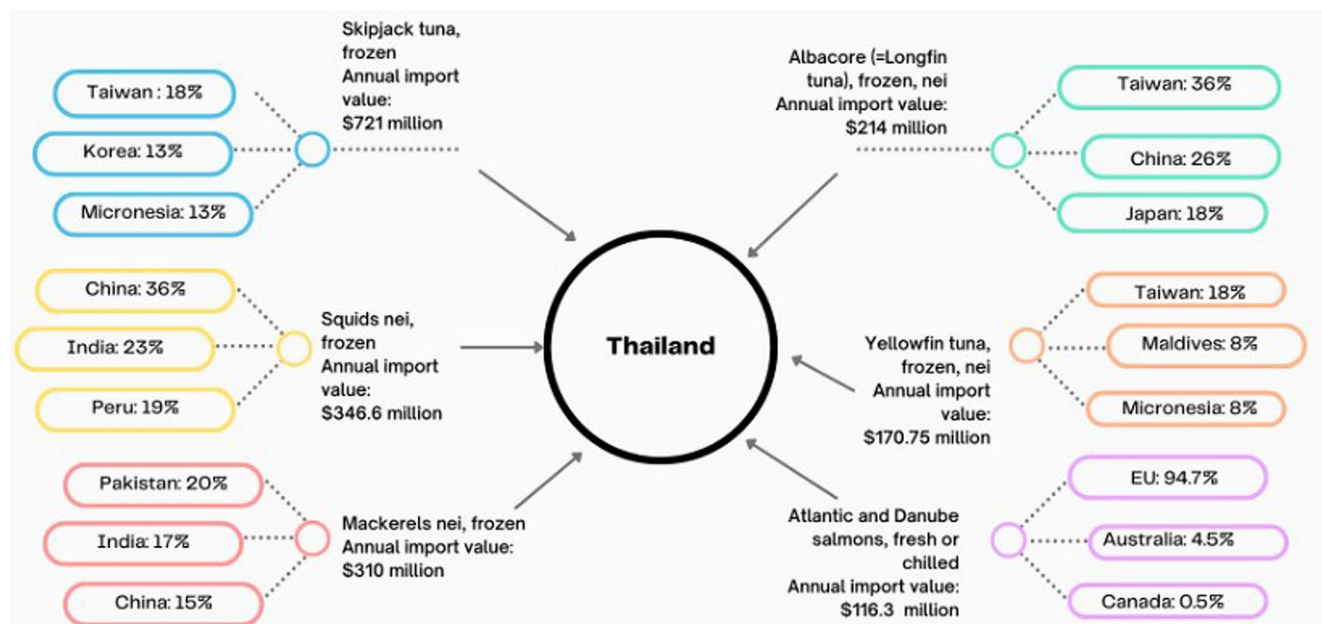 Skipjack tuna,
frozen
Annual import
value:
$721 million
Taiwan : 18%
Korea: 13%
Micronesia: 13%
Squids nei,
frozen
Annual import
value:
$346.6 million
China: 36%
India: 23%
Peru: 19%
Mackerels nei, frozen
Annual import value:
$310 million
Pakistan: 20%
India: 17%
China: 15%
Thailand
Albacore (=Longfin
tuna), frozen, nei
Annual import value:
$214 million
Taiwan: 36%
China: 26%
Japan: 18%
Yellowfin tuna,
frozen, nei
Annual import
value:
$170.75 million
Taiwan: 18%
Maldives: 8%
Micronesia: 8%
Atlantic and Danube
salmons, fresh or
chilled
Annual import value:
$116.3 million
EU: 94.7%
Australia: 4.5%
Canada: 0.5%